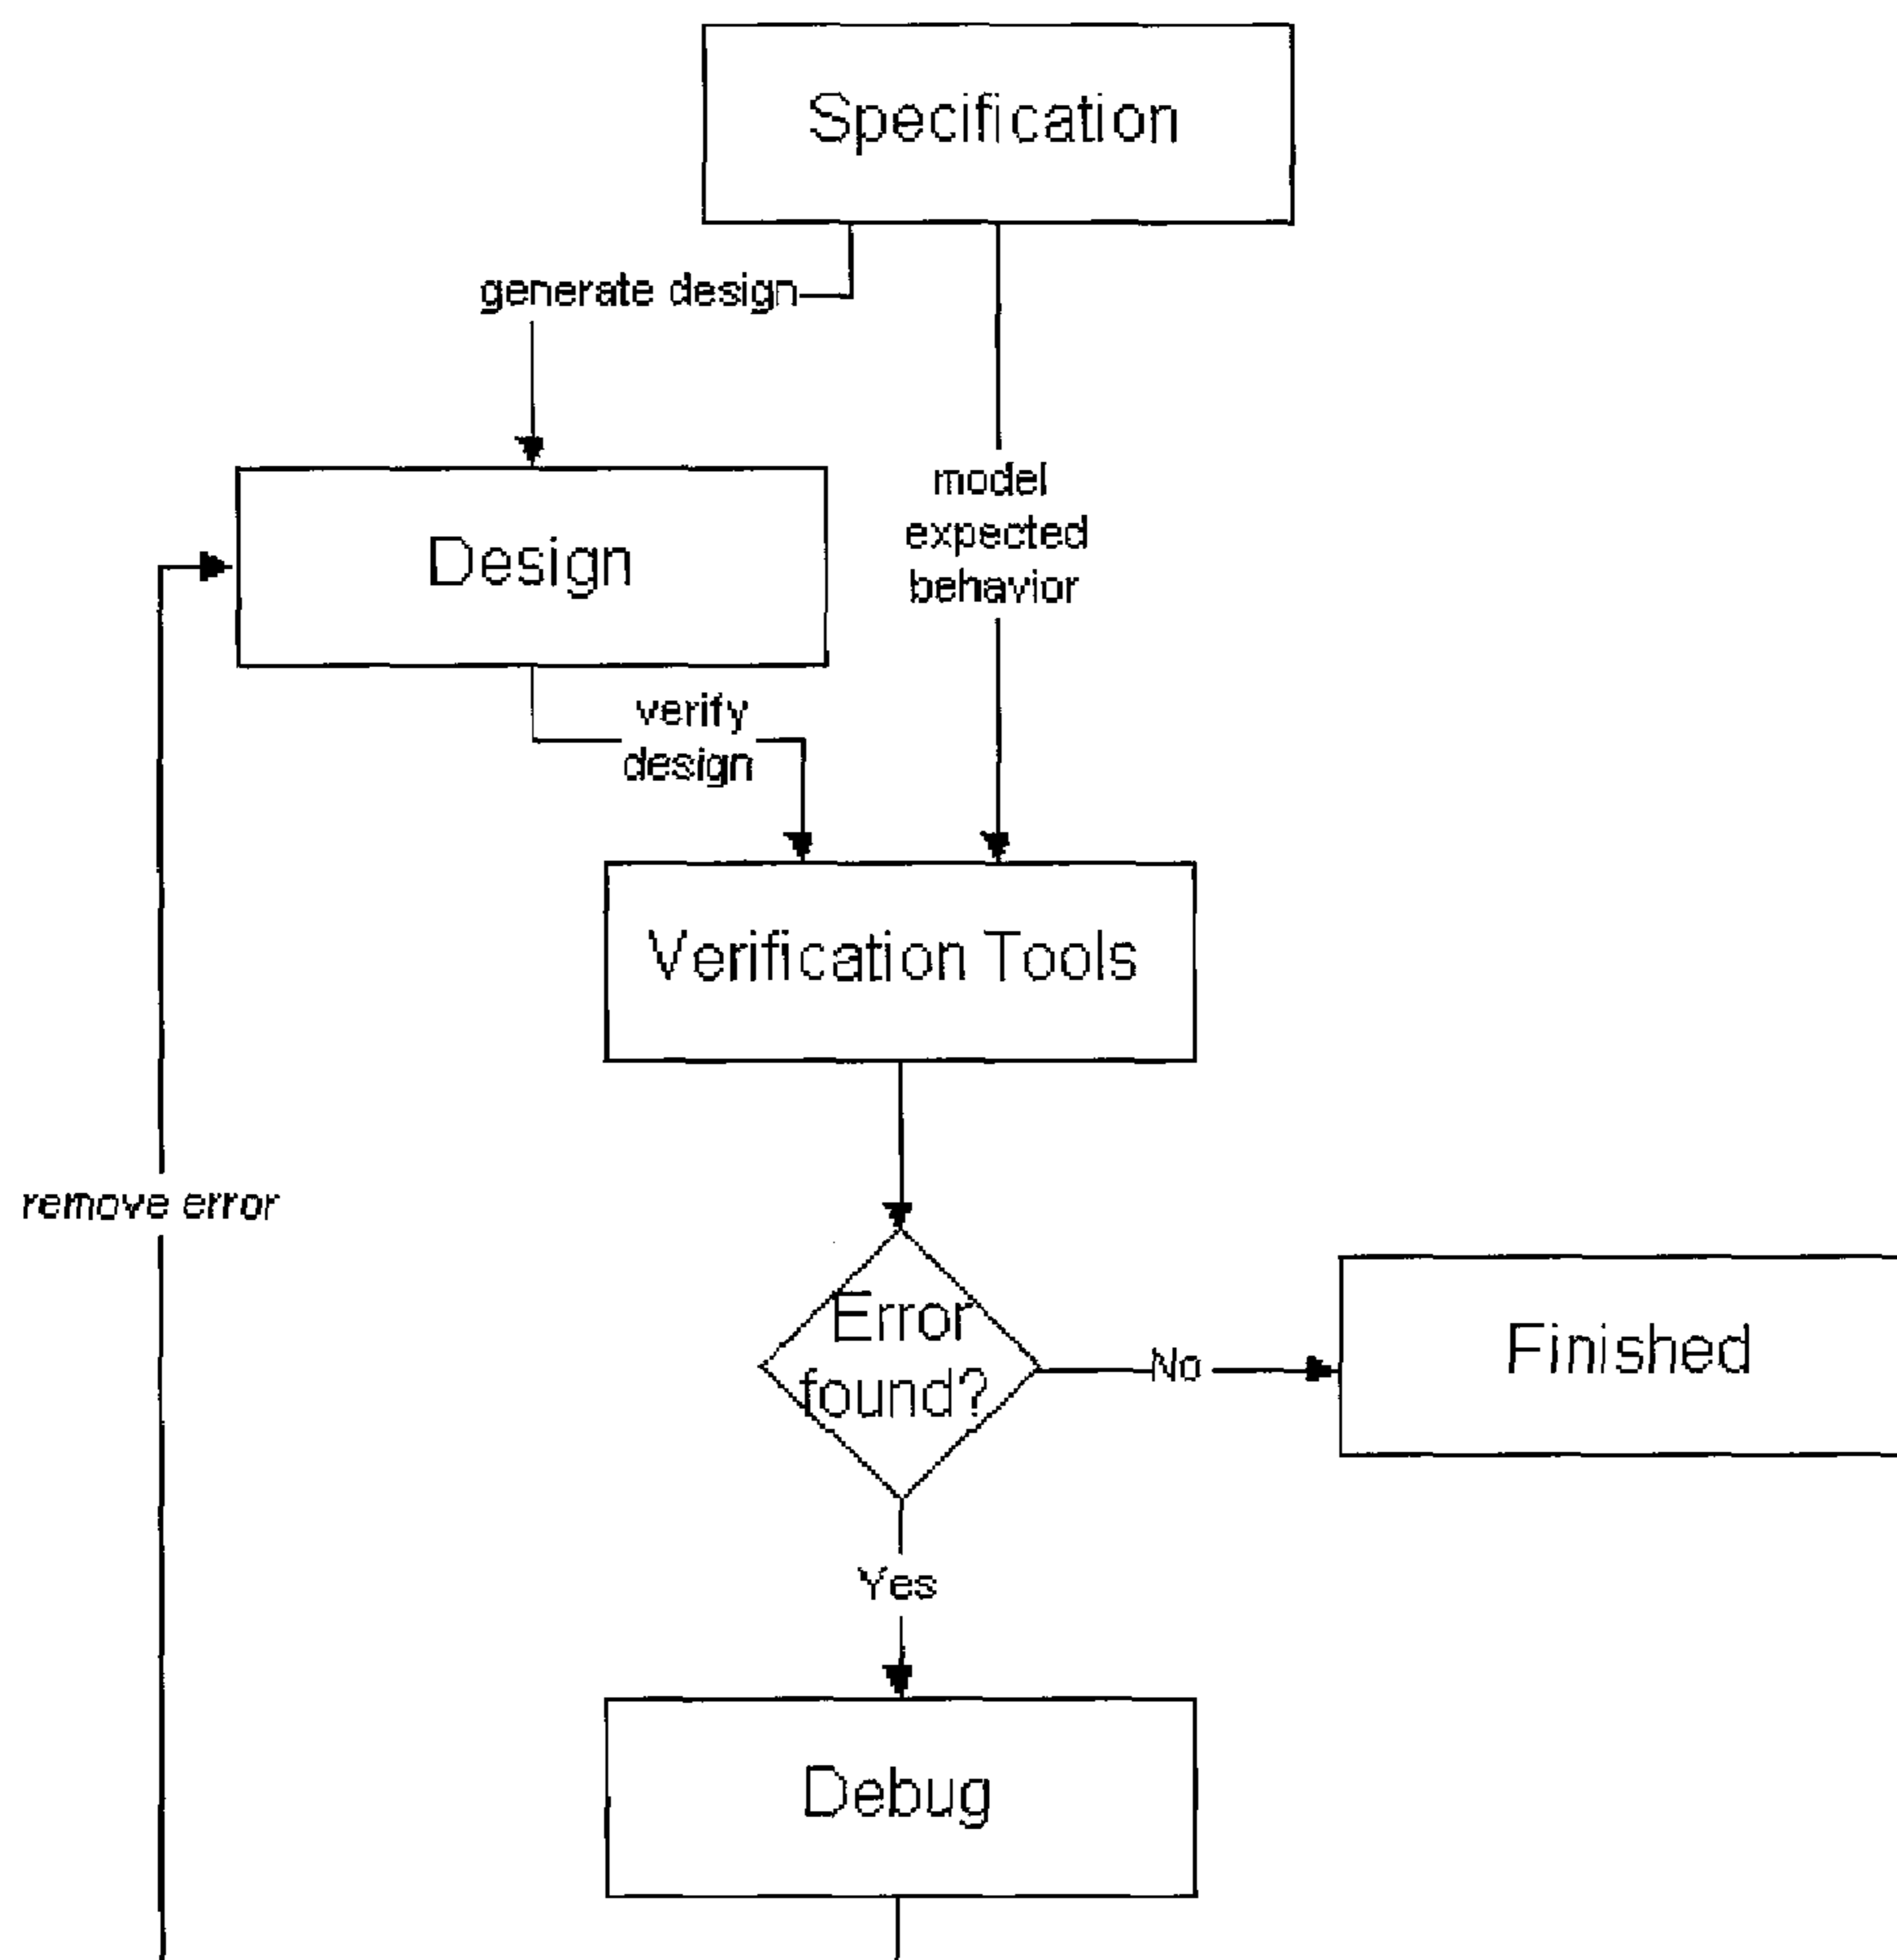 Specification
generate design
model
expected
behavior
Design
verify
design
Verification Tools
remove error
Error
found?
No
Finished
Yes
Debug